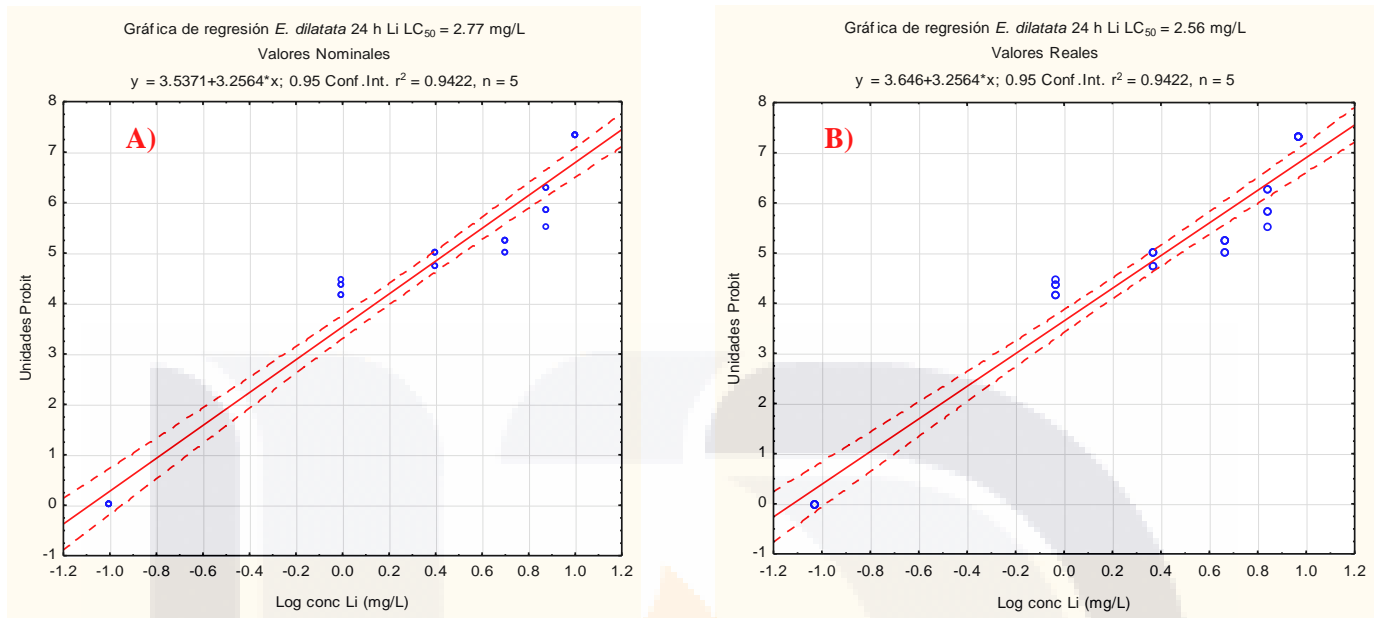 Gráfica de regresión E. dilatata 24 h Li LC50 = 2.77 mg/L
Valores Nominales
y = 3.5371+3.2564*x; 0.95 Conf.Int. r2 = 0.9422, n = 5
A)
8
7
6
5
4
3
2
1
0
-1
Unidades Probit
-1.2 -1.0 -0.8 -0.6 -0.4 -0.2 0.0 0.2 0.4 0.6 0.8 1.0 1.2
Log conc Li (mg/L)
Gráfica de regresión E. dilatata 24 h Li LC50 = 2.56 mg/L
Valores Reales
y = 3.646+3.2564*x; 0.95 Conf.Int. r2 = 0.9422, n = 5
B)
8
7
6
5
4
3
2
1
0
-1
Unidades Probit
-1.2 -1.0 -0.8 -0.6 -0.4 -0.2 0.0 0.2 0.4 0.6 0.8 1.0 1.2
Log conc Li (mg/L)